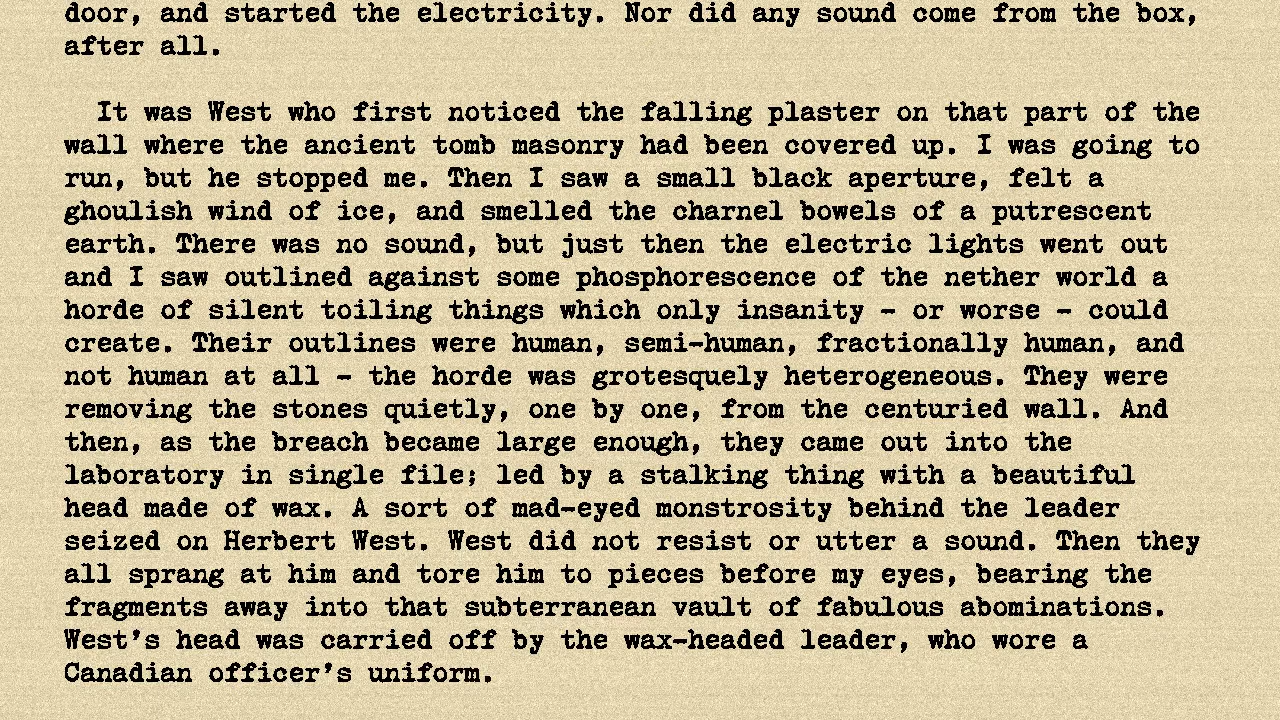 door, and started the electricity. Nor did any sound come from the box,
after all.
It was West who first noticed the falling plaster on that part of the
wall where the ancient tomb masonry had been covered up. I was going to
run, but he stopped me. Then I saw a small black aperture, felt a
ghoulish wind of ice, and smelled the charnel bowels of a putrescent
earth. There was no sound, but just then the electric lights went out
and I saw outlined against some phosphorescence of the nether world a
horde of silent toiling things which only insanity – or worse – could
create. Their outlines were human, semi-human, fractionally human, and
not human at all – the horde was grotesquely heterogeneous. They were
removing the stones quietly, one by one, from the centuried wall. And
then, as the breach became large enough, they came out into the
laboratory in single file; led by a stalking thing with a beautiful
head made of wax. A sort of mad-eyed monstrosity behind the leader
seized on Herbert West. West did not resist or utter a sound. Then they
all sprang at him and tore him to pieces before my eyes, bearing the
fragments away into that subterranean vault of fabulous abominations.
West’s head was carried off by the wax-headed leader, who wore a
Canadian officer’s uniform.